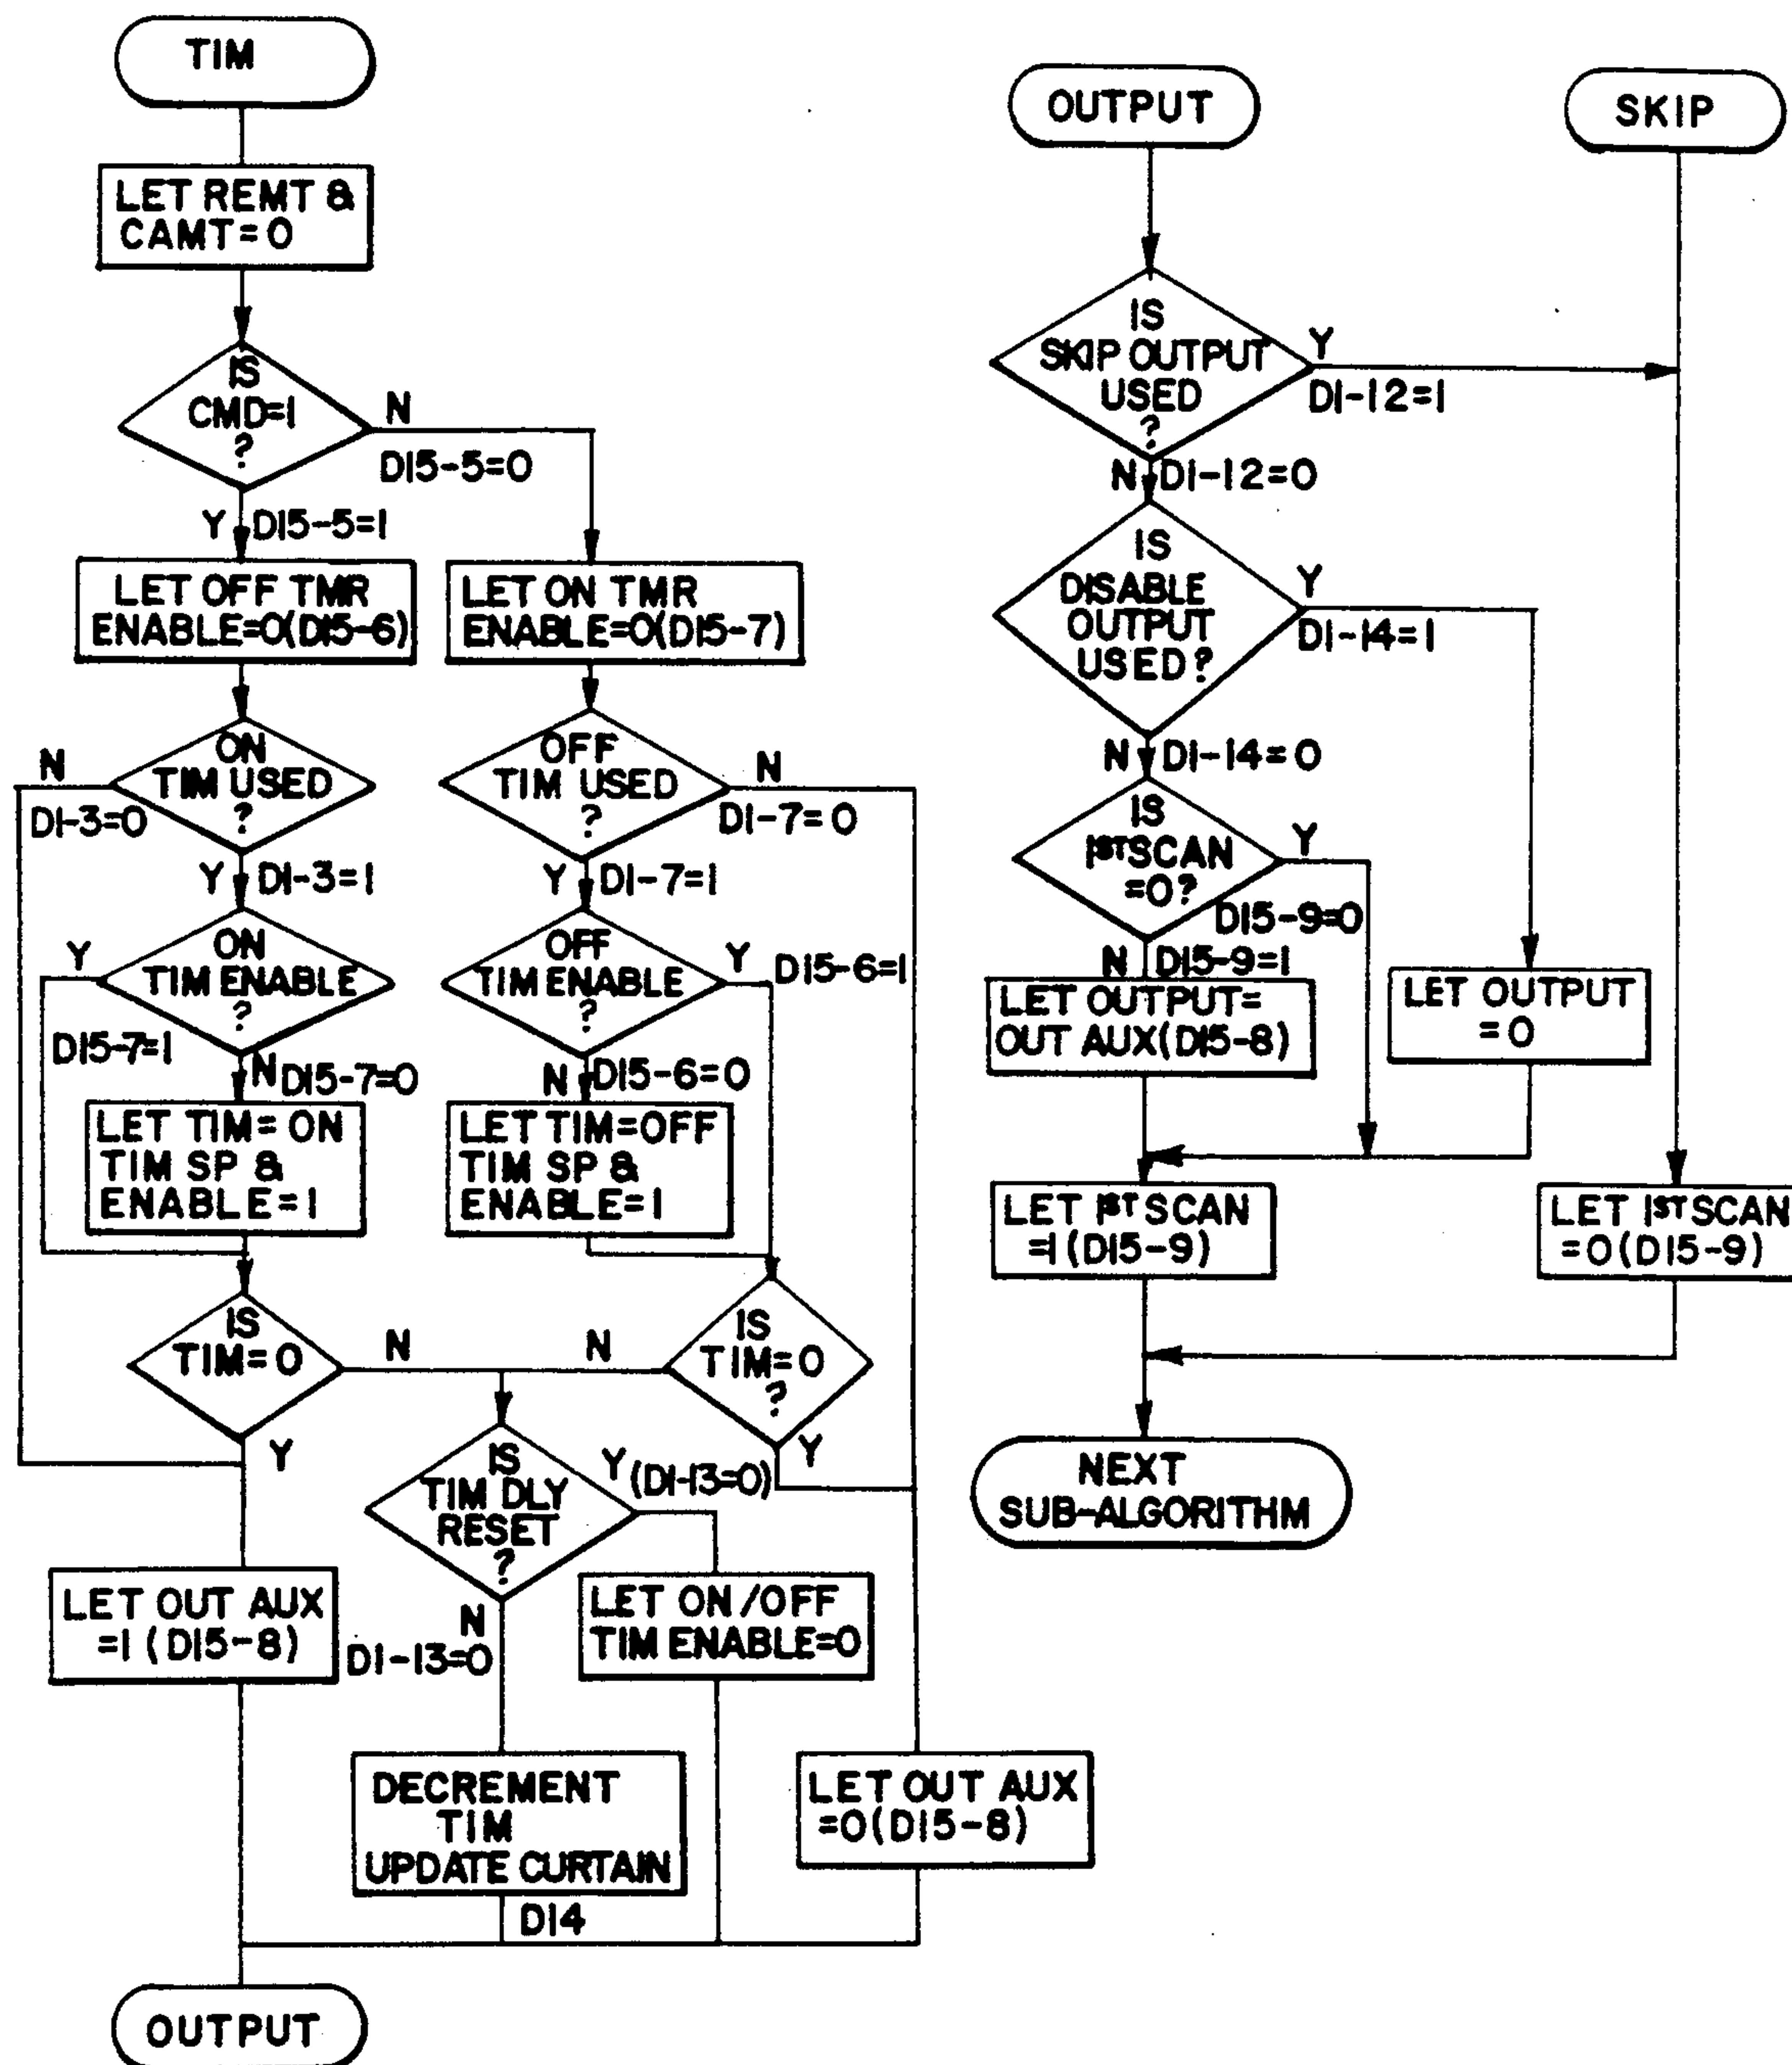 TIM
LET REMT &
CAMT=0
IS
CMD=1
?
N
D15-5=0
Y D15-5=1
LET OFF TMR
ENABLE=0(D15-6)
LET ON TMR
ENABLE=0(D15-7)
ON
TIM USED
?
N
D1-3=0
OFF
TIM USED
?
N
D1-7=0
Y D1-3=1
Y D1-7=1
ON
TIM ENABLE
?
Y
D15-7=1
OFF
TIM ENABLE
?
Y
D15-6=1
N D15-7=0
N D15-6=0
LET TIM=ON
TIM SP &
ENABLE=1
LET TIM=OFF
TIM SP &
ENABLE=1
IS
TIM=0
N
N
IS
TIM=0
?
Y
Y
IS
TIM DLY
RESET
?
Y (D1-13=0)
N
D1-13=0
LET OUT AUX
=1 (D15-8)
LET ON/OFF
TIM ENABLE=0
DECREMENT
TIM
UPDATE CURTAIN
D14
LET OUT AUX
=0(D15-8)
OUTPUT
OUTPUT
IS
SKIP OUTPUT
USED
?
Y
D1-12=1
N D1-12=0
IS
DISABLE
OUTPUT
USED?
Y
D1-14=1
N D1-14=0
IS
1ST SCAN
=0?
Y
D15-9=0
N D15-9=1
LET OUTPUT=
OUT AUX(D15-8)
LET OUTPUT
=0
LET 1ST SCAN
=1(D15-9)
NEXT
SUB-ALGORITHM
SKIP
LET 1ST SCAN
=0(D15-9)